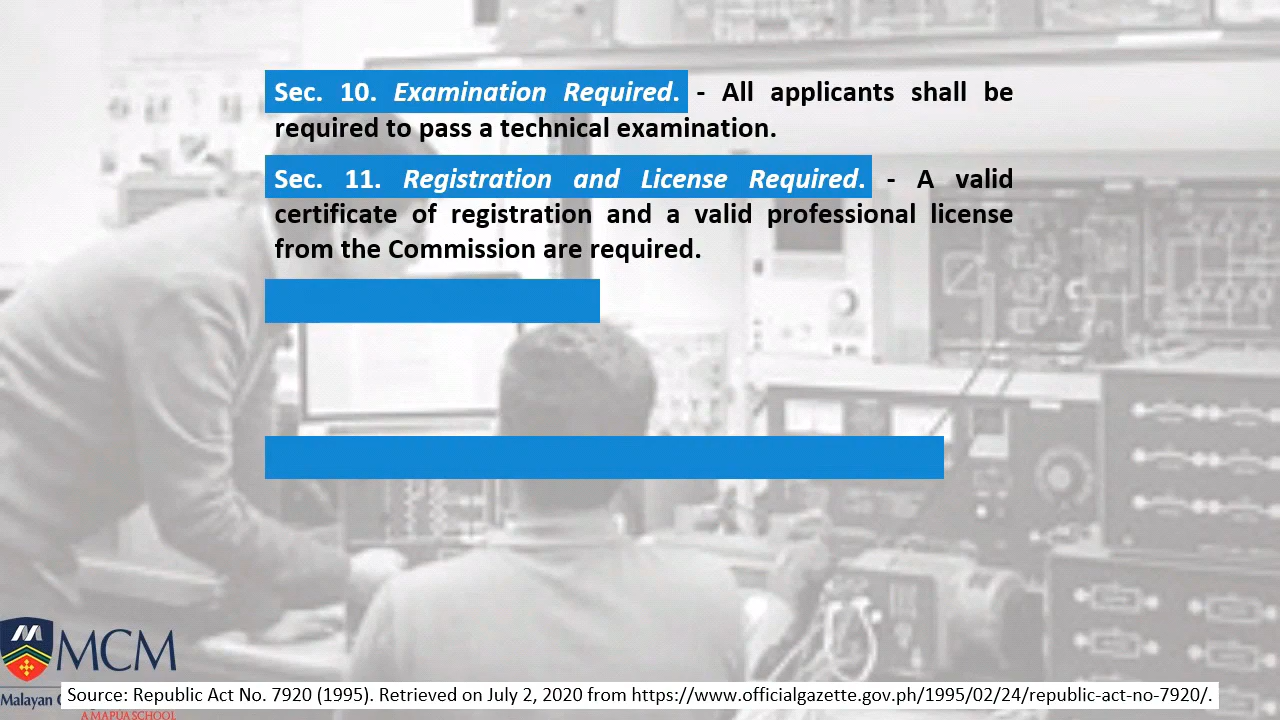 Sec. 10. Examination Required. - All applicants shall be
required to pass a technical examination.
Sec. 11. Registration and License Required. - A valid
certificate of registration and a valid professional license
from the Commission are required.
MCM
Malayan C
Source: Republic Act No. 7920 (1995). Retrieved on July 2, 2020 from https://www.officialgazette.gov.ph/1995/02/24/republic-act-no-7920/.
A MAPUA SCHOOL